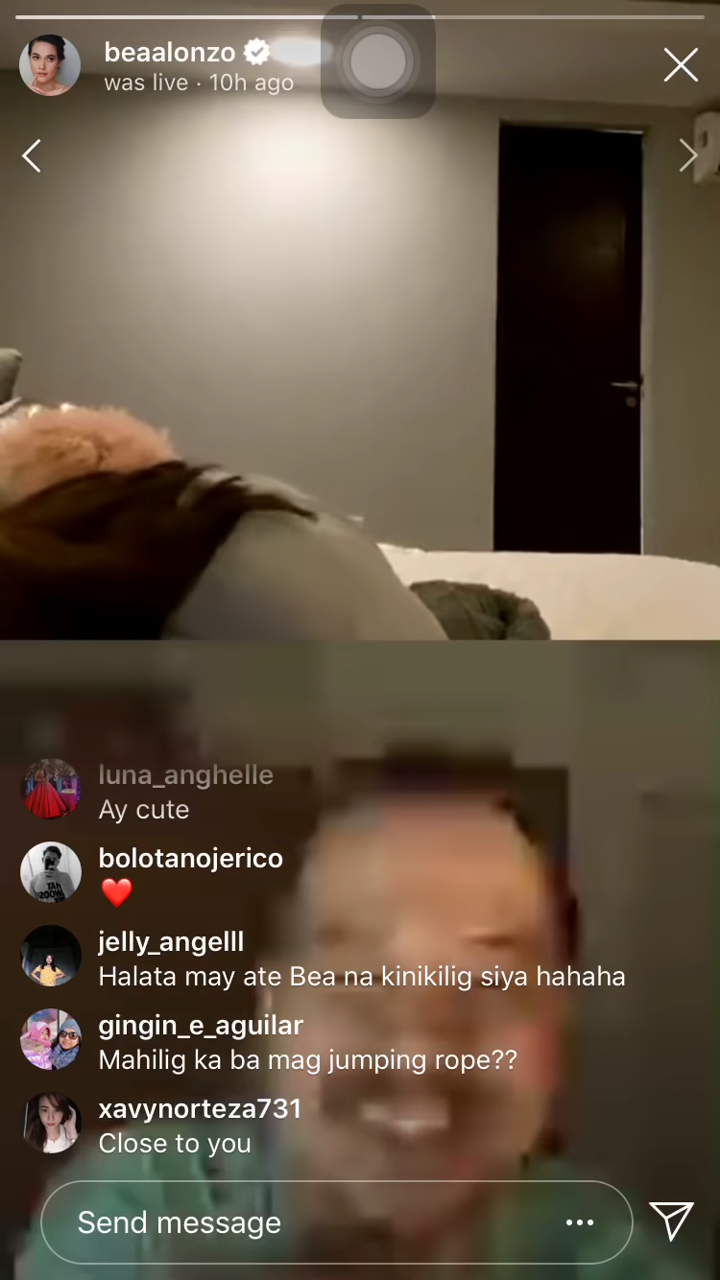 beaalonzo
was live · 10h ago
luna_anghelle
Ay cute
bolotanojerico
❤️
jelly_angelll
Halata may ate Bea na kinikilig siya hahaha
gingin_e_aguilar
Mahilig ka ba mag jumping rope??
xavynorteza731
Close to you
Send message